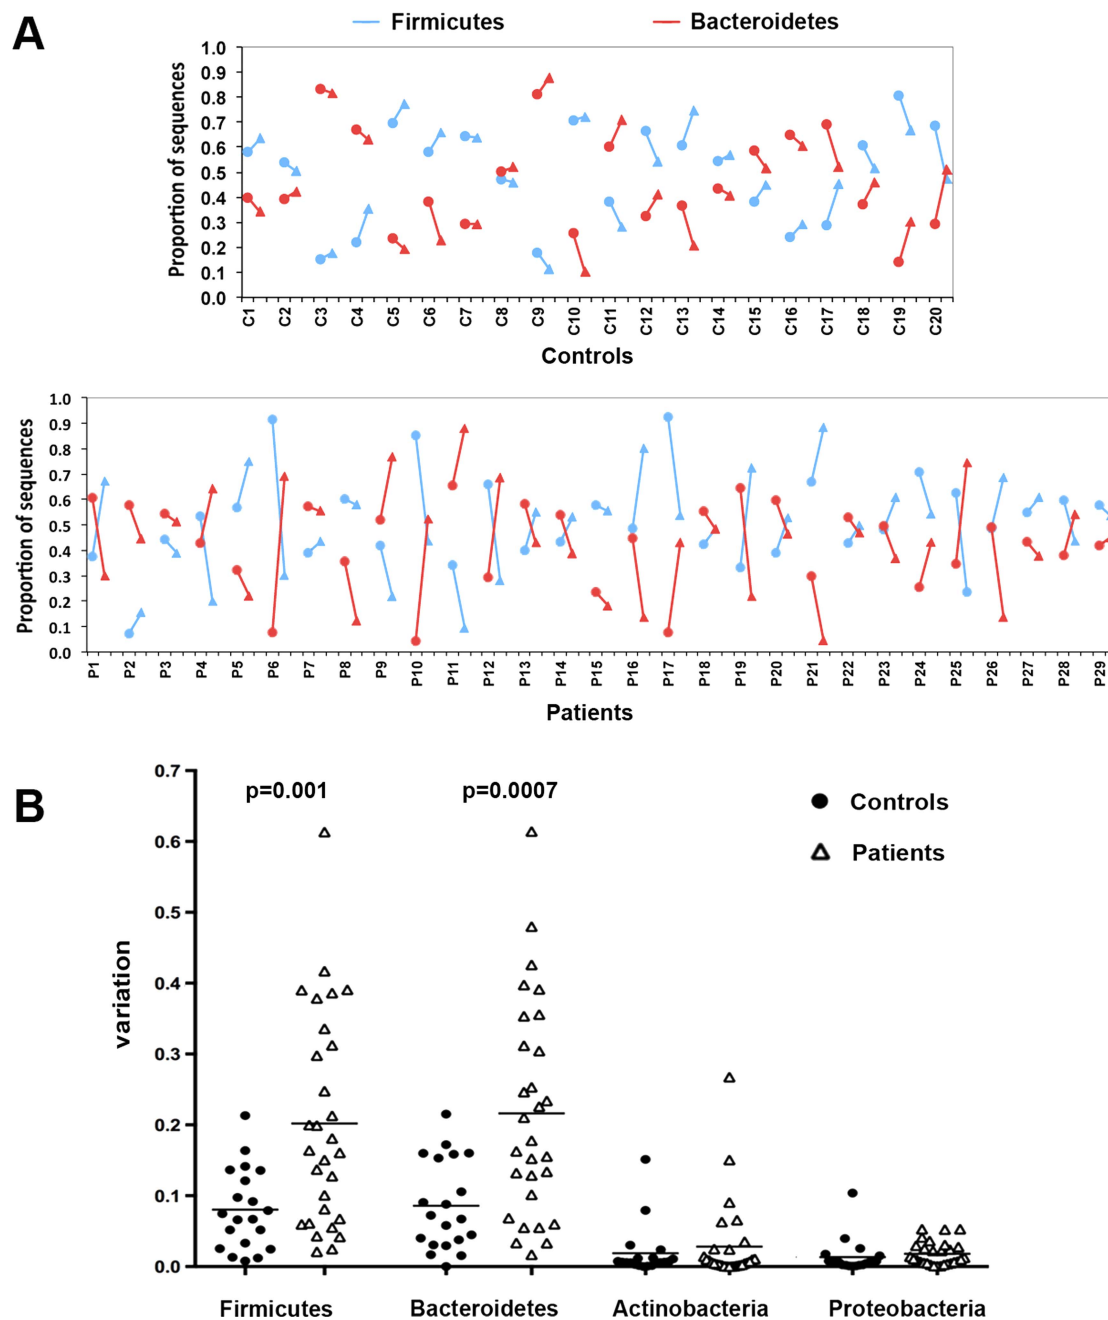 A
Firmicutes Bacteroidetes
Proportion of sequences
1.0
0.9
0.8
0.7
0.6
0.5
0.4
0.3
0.2
0.1
0.0
C1 C2 C3 C4 C5 C6 C7 C8 C9 C10 C11 C12 C13 C14 C15 C16 C17 C18 C19 C20
Controls
Proportion of sequences
1.0
0.9
0.8
0.7
0.6
0.5
0.4
0.3
0.2
0.1
0.0
P1 P2 P3 P4 P5 P6 P7 P8 P9 P10 P11 P12 P13 P14 P15 P16 P17 P18 P19 P20 P21 P22 P23 P24 P25 P26 P27 P28 P29
Patients
B
p=0.001 p=0.0007
Controls
Patients
variation
0.7
0.6
0.5
0.4
0.3
0.2
0.1
0.0
Firmicutes Bacteroidetes Actinobacteria Proteobacteria